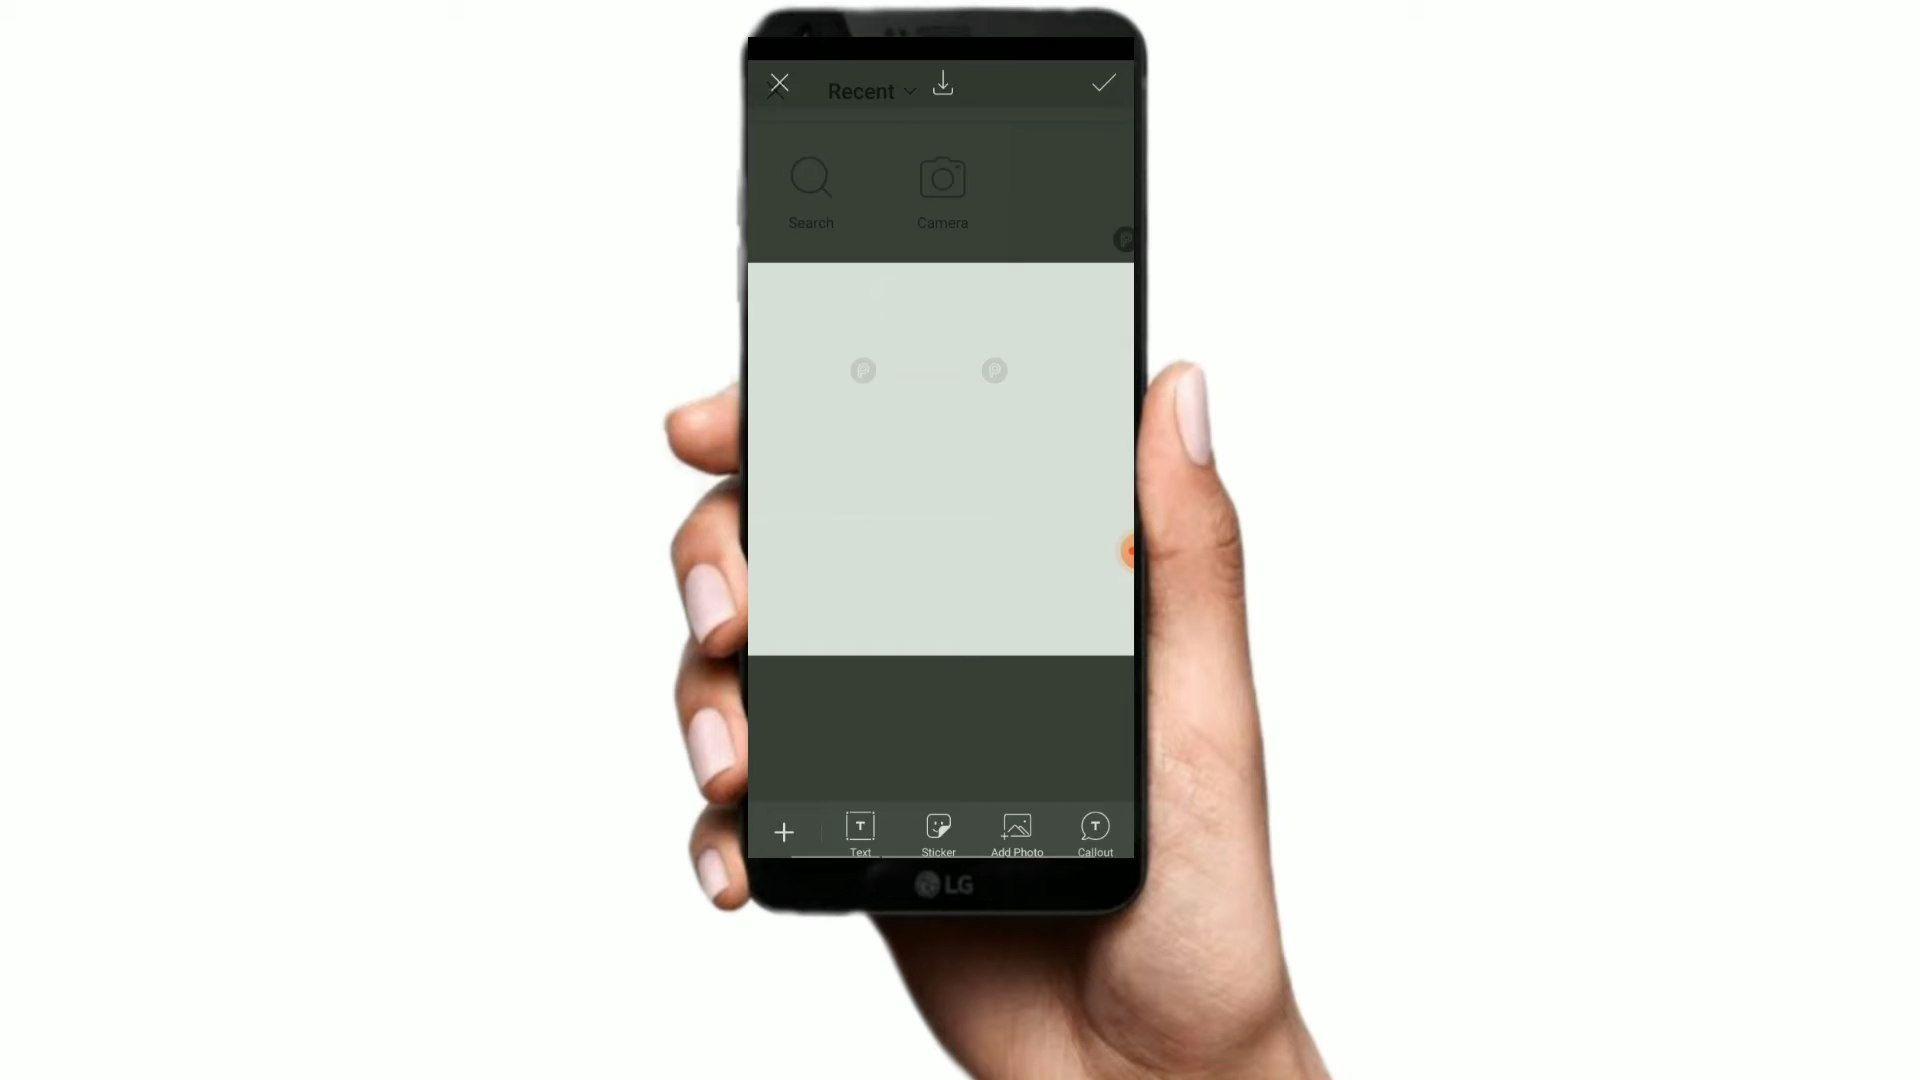 Recent
Search
Camera
Text
Sticker
Add Photo
Callout
LG